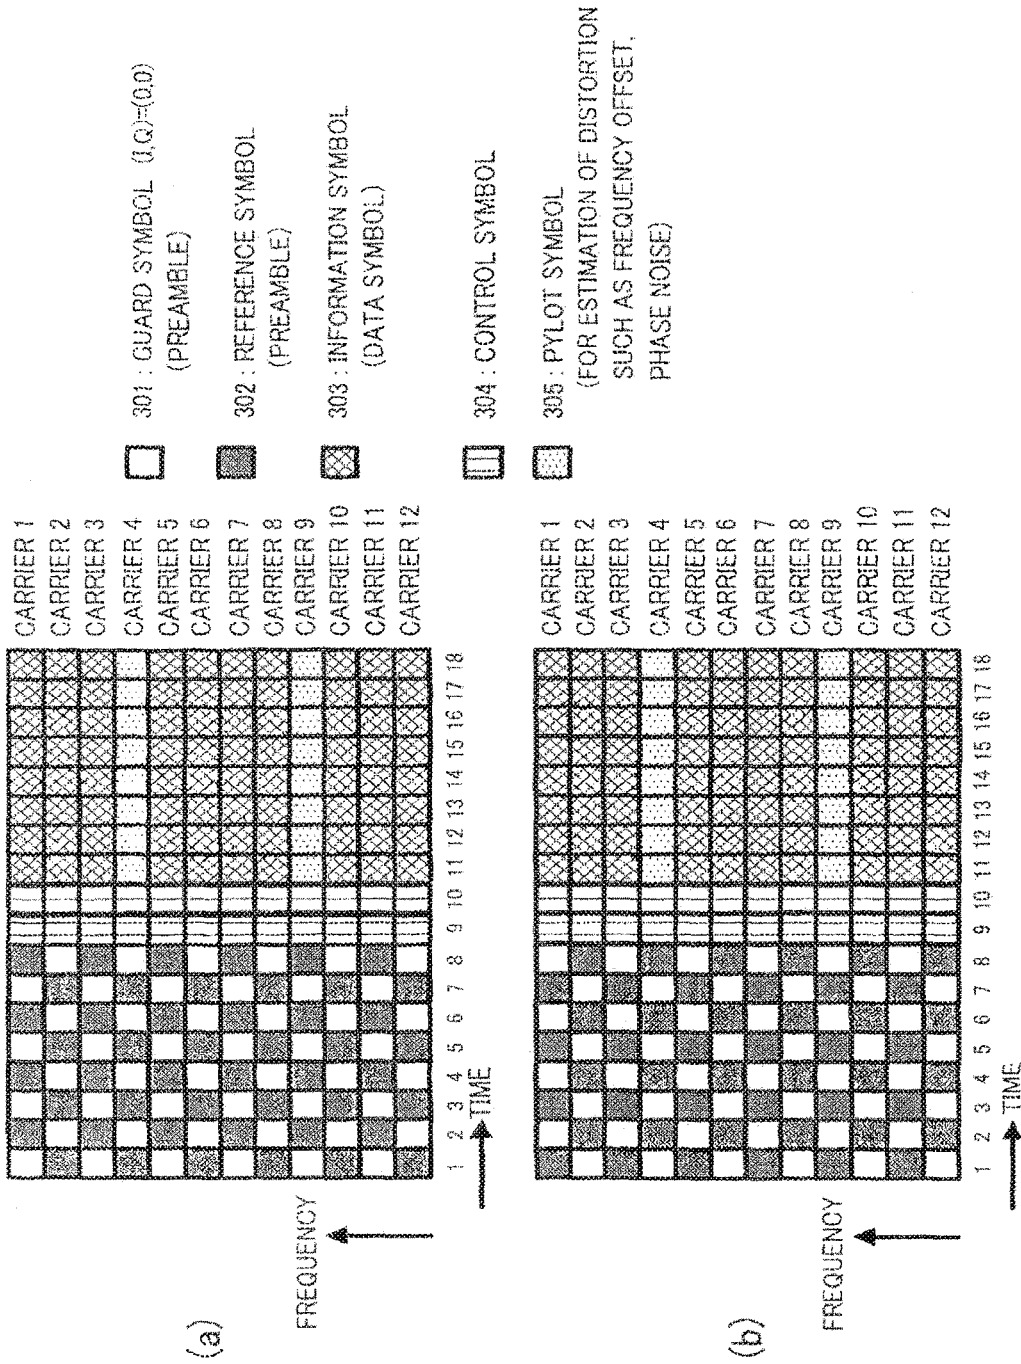 (a)
FREQUENCY
CARRIER 1
CARRIER 2
CARRIER 3
CARRIER 4
CARRIER 5
CARRIER 6
CARRIER 7
CARRIER 8
CARRIER 9
CARRIER 10
CARRIER 11
CARRIER 12
1 2 3 4 5 6 7 8 9 10 11 12 13 14 15 16 17 18
TIME
301 : GUARD SYMBOL (I,Q)=(0,0)
(PREAMBLE)
302 : REFERENCE SYMBOL
(PREAMBLE)
303 : INFORMATION SYMBOL
(DATA SYMBOL)
304 : CONTROL SYMBOL
305 : PYLOT SYMBOL
(FOR ESTIMATION OF DISTORTION
SUCH AS FREQUENCY OFFSET,
PHASE NOISE)
(b)
FREQUENCY
CARRIER 1
CARRIER 2
CARRIER 3
CARRIER 4
CARRIER 5
CARRIER 6
CARRIER 7
CARRIER 8
CARRIER 9
CARRIER 10
CARRIER 11
CARRIER 12
1 2 3 4 5 6 7 8 9 10 11 12 13 14 15 16 17 18
TIME